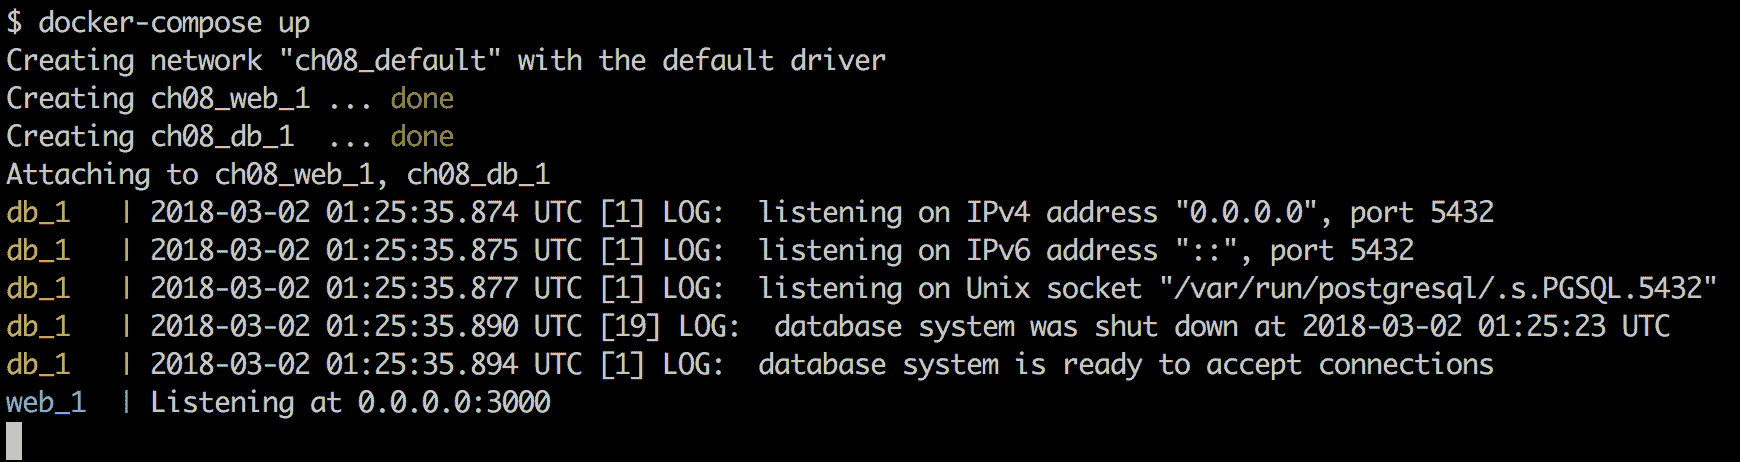 $ docker-compose up
Creating network "ch08_default" with the default driver
Creating ch08_web_1 ... done
Creating ch08_db_1  ... done
Attaching to ch08_web_1, ch08_db_1
db_1   | 2018-03-02 01:25:35.874 UTC [1] LOG:  listening on IPv4 address "0.0.0.0", port 5432
db_1   | 2018-03-02 01:25:35.875 UTC [1] LOG:  listening on IPv6 address "::", port 5432
db_1   | 2018-03-02 01:25:35.877 UTC [1] LOG:  listening on Unix socket "/var/run/postgresql/.s.PGSQL.5432"
db_1   | 2018-03-02 01:25:35.890 UTC [19] LOG:  database system was shut down at 2018-03-02 01:25:23 UTC
db_1   | 2018-03-02 01:25:35.894 UTC [1] LOG:  database system is ready to accept connections
web_1  | Listening at 0.0.0.0:3000